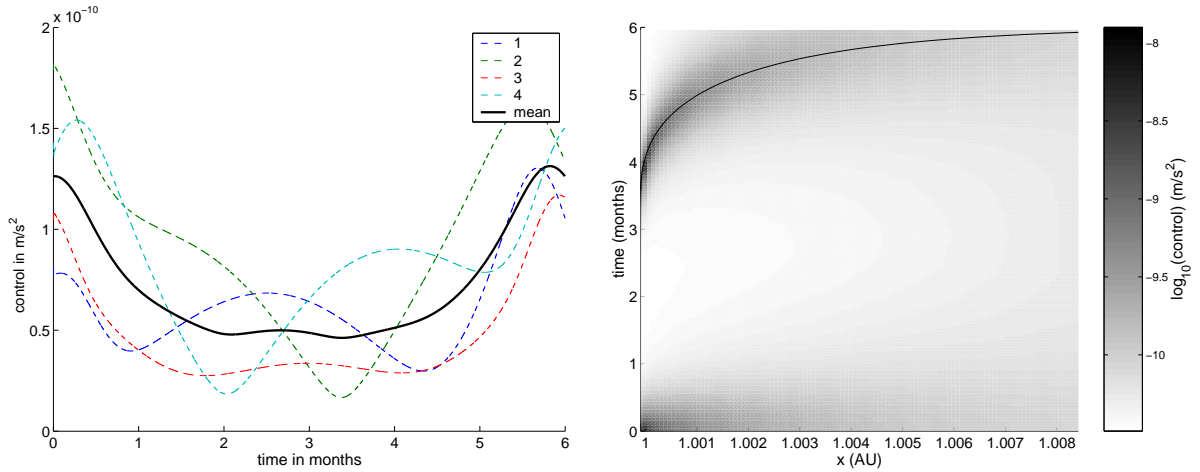 2 x 10⁻¹⁰
1.5
1
0.5
0
control in m/s²
0 1 2 3 4 5 6
time in months
1
2
3
4
mean
6
5
4
3
2
1
0
time (months)
1 1.001 1.002 1.003 1.004 1.005 1.006 1.007 1.008
x (AU)
-8
-8.5
-9
-9.5
-10
log₁₀(control) (m/s²)